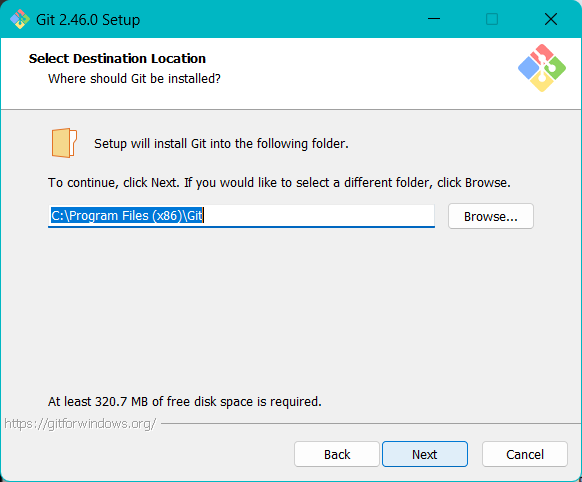 Git 2.46.0 Setup
Select Destination Location
Where should Git be installed?
Setup will install Git into the following folder.
To continue, click Next. If you would like to select a different folder, click Browse.
C:\Program Files (x86)\Git
Browse...
At least 320.7 MB of free disk space is required.
https://gitforwindows.org/
Back
Next
Cancel